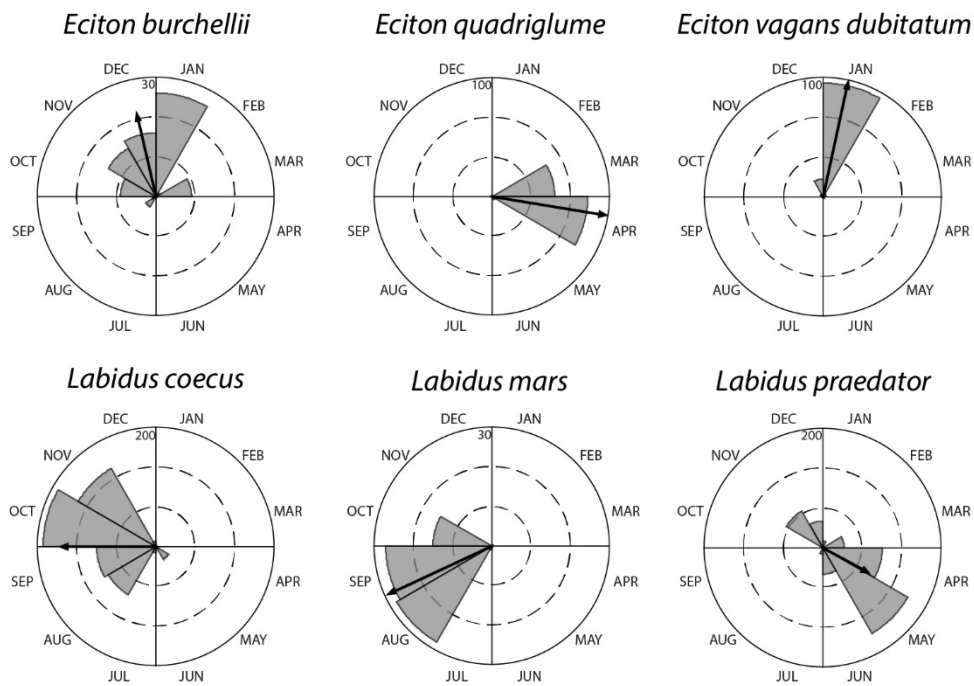 Eciton burchellii
Eciton quadriglume
Eciton vagans dubitatum
DEC JAN
30
NOV FEB
OCT MAR
SEP APR
AUG MAY
JUL JUN
DEC JAN
100
NOV FEB
OCT MAR
SEP APR
AUG MAY
JUL JUN
DEC JAN
100
NOV FEB
OCT MAR
SEP APR
AUG MAY
JUL JUN
Labidus coecus
Labidus mars
Labidus praedator
DEC JAN
200
NOV FEB
OCT MAR
SEP APR
AUG MAY
JUL JUN
DEC JAN
30
NOV FEB
OCT MAR
SEP APR
AUG MAY
JUL JUN
DEC JAN
200
NOV FEB
OCT MAR
SEP APR
AUG MAY
JUL JUN